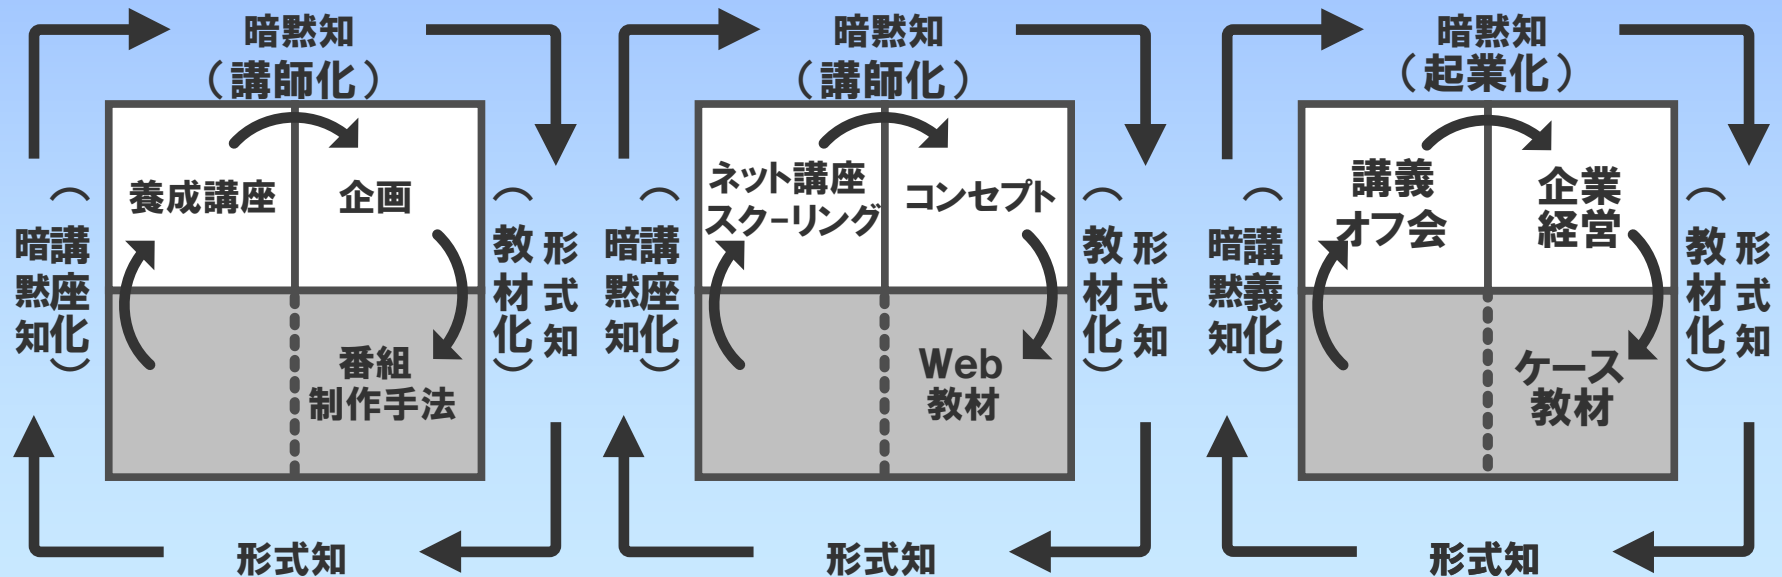 暗黙知
（講師化）
養成講座
企画
暗黙知
（講座化）
番組
制作手法
（教材化）
形式知
形式知
暗黙知
（講師化）
ネット講座
スクーリング
コンセプト
暗黙知
（講座化）
Web
教材
（教材化）
形式知
形式知
暗黙知
（起業化）
講義
オフ会
企業
経営
暗黙知
（講義化）
ケース
教材
（教材化）
形式知
形式知